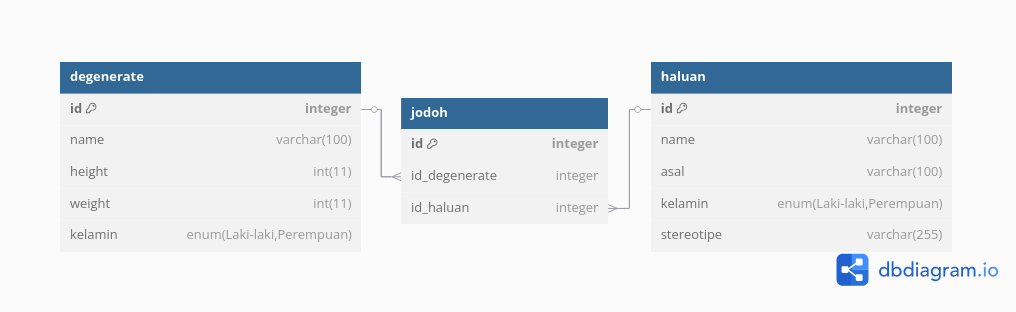 degenerate
id integer
name varchar(100)
height int(11)
weight int(11)
kelamin enum(Laki-laki,Perempuan)
jodoh
id integer
id_degenerate integer
id_haluan integer
haluan
id integer
name varchar(100)
asal varchar(100)
kelamin enum(Laki-laki,Perempuan)
stereotipe varchar(255)
dbdiagram.io